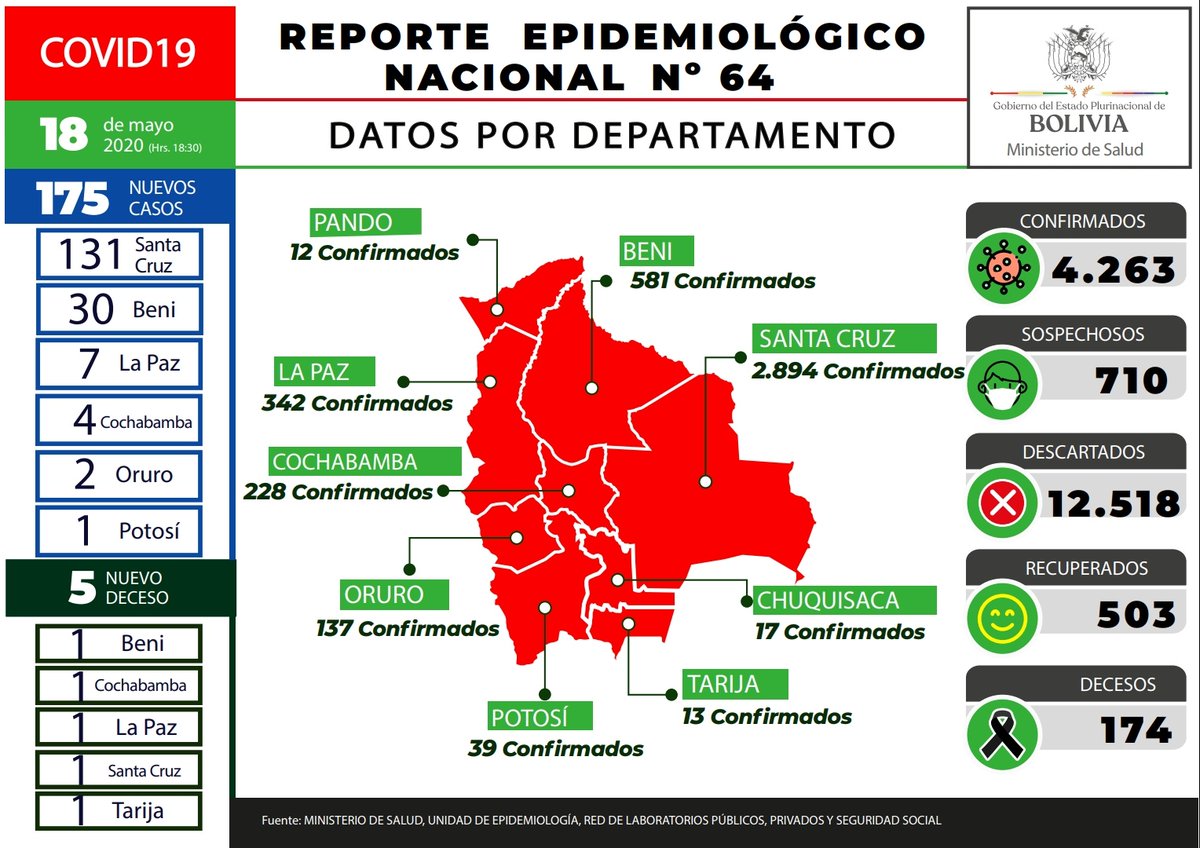 COVID19
18 de mayo
2020 (Hrs. 18:30)
175 NUEVOS
CASOS
131 Santa
Cruz
30 Beni
7 La Paz
4 Cochabamba
2 Oruro
1 Potosí
5 NUEVO
DECESO
1 Beni
1 Cochabamba
1 La Paz
1 Santa Cruz
1 Tarija
REPORTE EPIDEMIOLÓGICO
NACIONAL Nº 64
DATOS POR DEPARTAMENTO
Gobierno del Estado Plurinacional de
BOLIVIA
Ministerio de Salud
PANDO
12 Confirmados
BENI
581 Confirmados
SANTA CRUZ
2.894 Confirmados
LA PAZ
342 Confirmados
COCHABAMBA
228 Confirmados
ORURO
137 Confirmados
CHUQUISACA
17 Confirmados
TARIJA
13 Confirmados
POTOSÍ
39 Confirmados
CONFIRMADOS
4.263
SOSPECHOSOS
710
DESCARTADOS
12.518
RECUPERADOS
503
DECESOS
174
Fuente: MINISTERIO DE SALUD, UNIDAD DE EPIDEMIOLOGÍA, RED DE LABORATORIOS PÚBLICOS, PRIVADOS Y SEGURIDAD SOCIAL